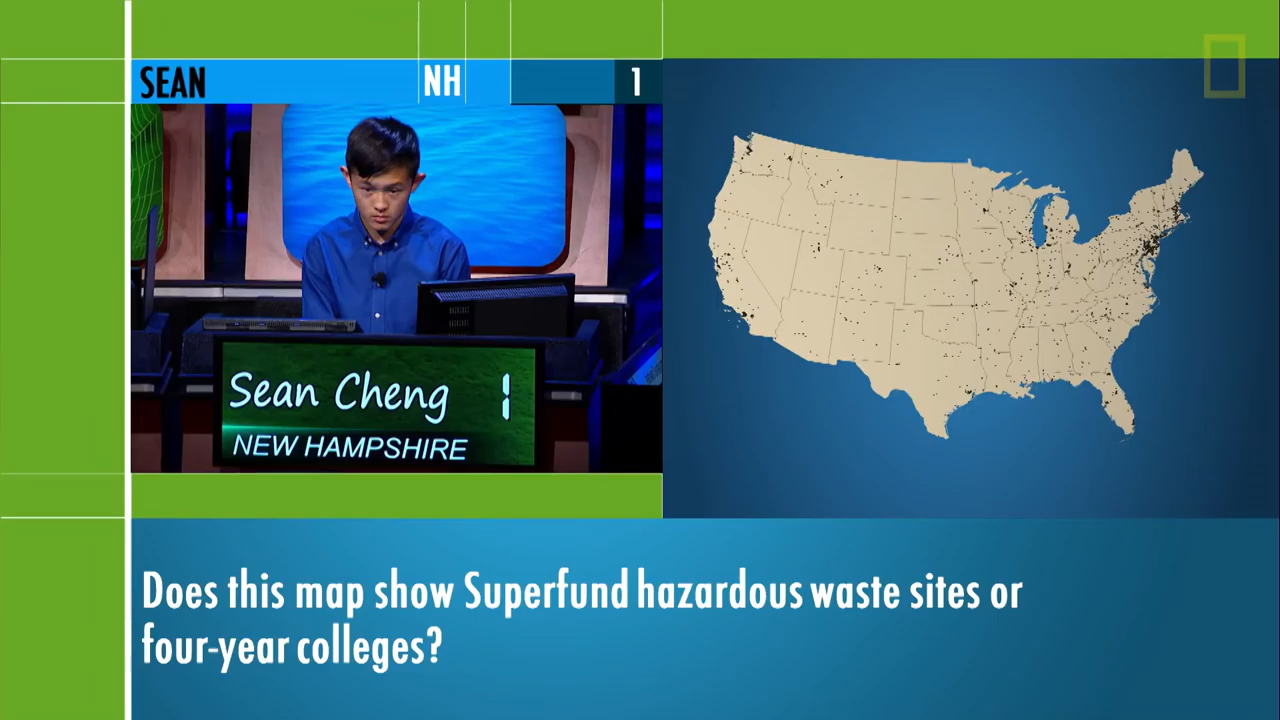 SEAN NH 1
Sean Cheng 1
NEW HAMPSHIRE
Does this map show Superfund hazardous waste sites or
four-year colleges?